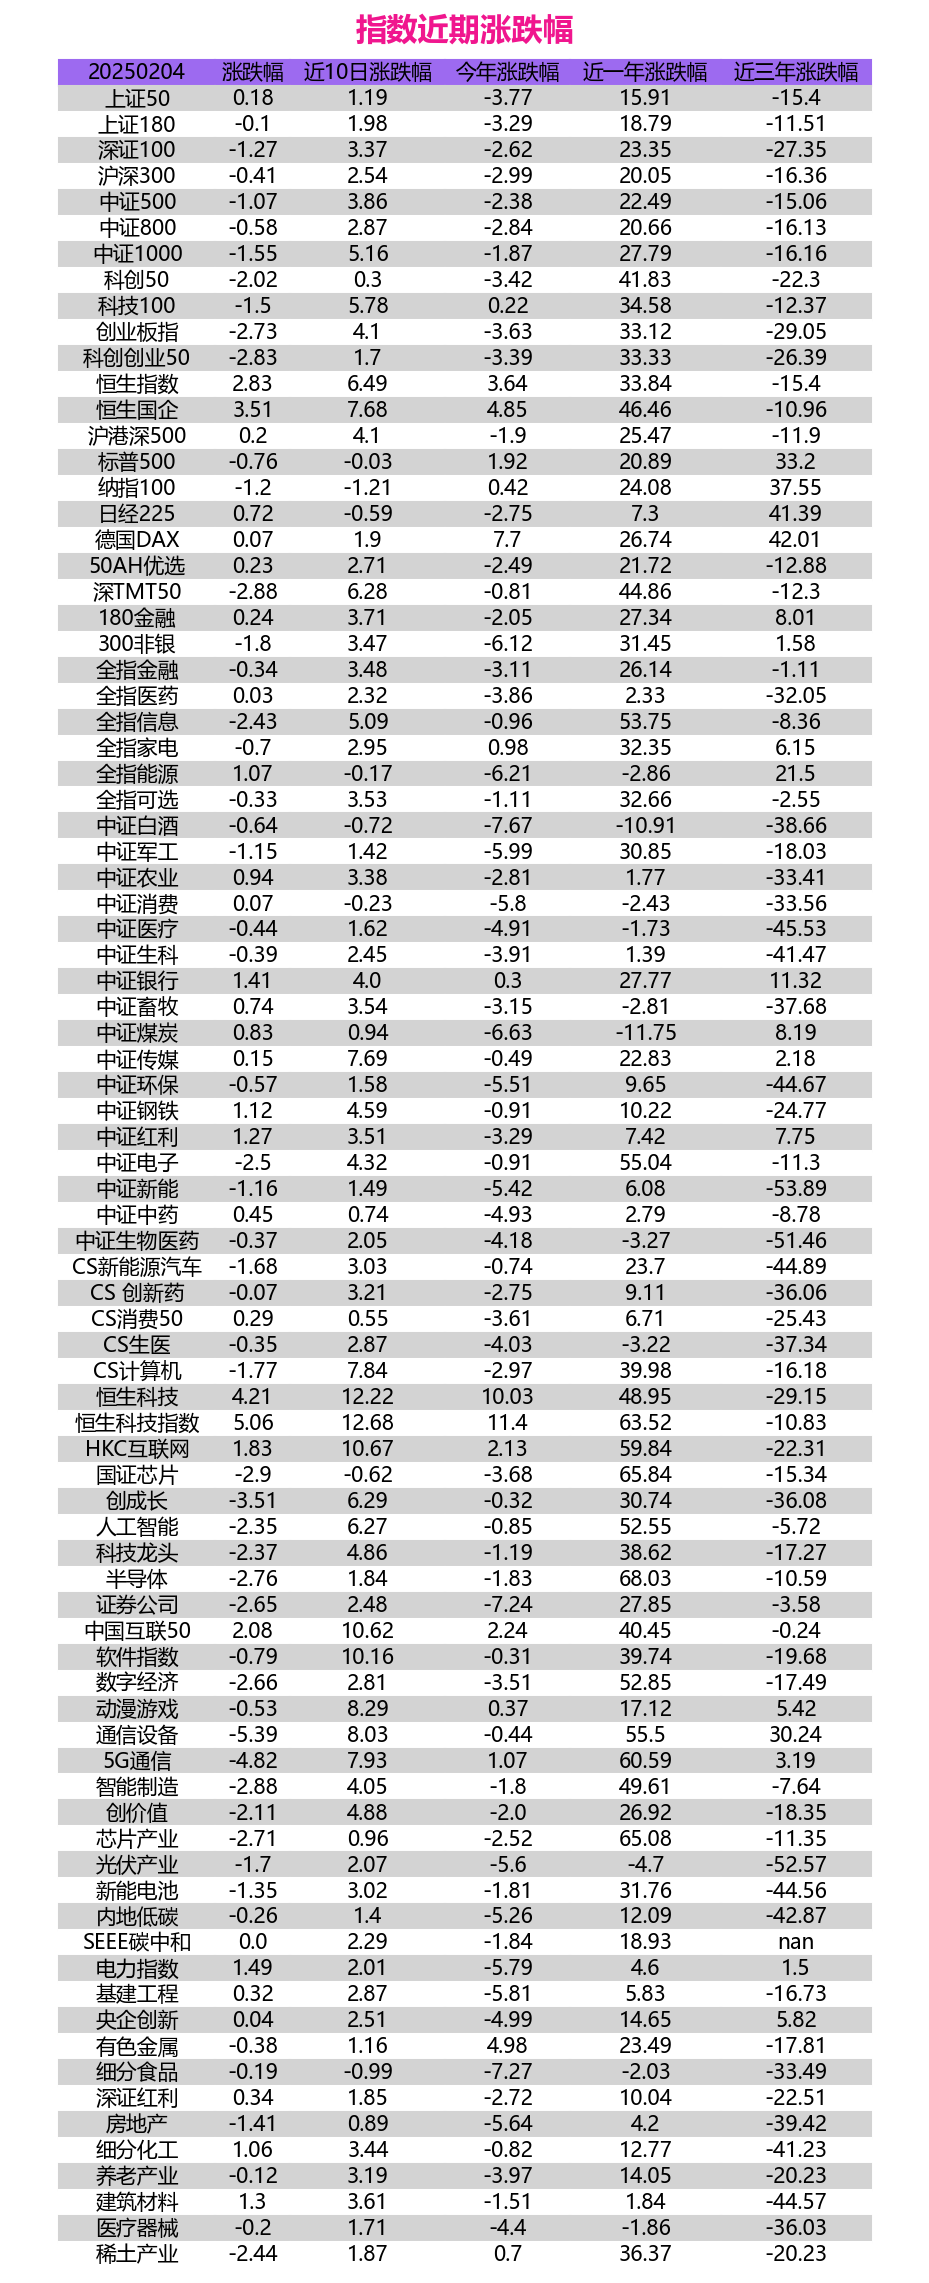 指数近期涨跌幅
20250204 涨跌幅 近10日涨跌幅 今年涨跌幅 近一年涨跌幅 近三年涨跌幅
上证50 0.18 1.19 -3.77 15.91 -15.4
上证180 -0.1 1.98 -3.29 18.79 -11.51
深证100 -1.27 3.37 -2.62 23.35 -27.35
沪深300 -0.41 2.54 -2.99 20.05 -16.36
中证500 -1.07 3.86 -2.38 22.49 -15.06
中证800 -0.58 2.87 -2.84 20.66 -16.13
中证1000 -1.55 5.16 -1.87 27.79 -16.16
科创50 -2.02 0.3 -3.42 41.83 -22.3
科技100 -1.5 5.78 0.22 34.58 -12.37
创业板指 -2.73 4.1 -3.63 33.12 -29.05
科创创业50 -2.83 1.7 -3.39 33.33 -26.39
恒生指数 2.83 6.49 3.64 33.84 -15.4
恒生国企 3.51 7.68 4.85 46.46 -10.96
沪港深500 0.2 4.1 -1.9 25.47 -11.9
标普500 -0.76 -0.03 1.92 20.89 33.2
纳指100 -1.2 -1.21 0.42 24.08 37.55
日经225 0.72 -0.59 -2.75 7.3 41.39
德国DAX 0.07 1.9 7.7 26.74 42.01
50AH优选 0.23 2.71 -2.49 21.72 -12.88
深TMT50 -2.88 6.28 -0.81 44.86 -12.3
180金融 0.24 3.71 -2.05 27.34 8.01
300非银 -1.8 3.47 -6.12 31.45 1.58
全指金融 -0.34 3.48 -3.11 26.14 -1.11
全指医药 0.03 2.32 -3.86 2.33 -32.05
全指信息 -2.43 5.09 -0.96 53.75 -8.36
全指家电 -0.7 2.95 0.98 32.35 6.15
全指能源 1.07 -0.17 -6.21 -2.86 21.5
全指可选 -0.33 3.53 -1.11 32.66 -2.55
中证白酒 -0.64 -0.72 -7.67 -10.91 -38.66
中证军工 -1.15 1.42 -5.99 30.85 -18.03
中证农业 0.94 3.38 -2.81 1.77 -33.41
中证消费 0.07 -0.23 -5.8 -2.43 -33.56
中证医疗 -0.44 1.62 -4.91 -1.73 -45.53
中证生科 -0.39 2.45 -3.91 1.39 -41.47
中证银行 1.41 4.0 0.3 27.77 11.32
中证畜牧 0.74 3.54 -3.15 -2.81 -37.68
中证煤炭 0.83 0.94 -6.63 -11.75 8.19
中证传媒 0.15 7.69 -0.49 22.83 2.18
中证环保 -0.57 1.58 -5.51 9.65 -44.67
中证钢铁 1.12 4.59 -0.91 10.22 -24.77
中证红利 1.27 3.51 -3.29 7.42 7.75
中证电子 -2.5 4.32 -0.91 55.04 -11.3
中证新能 -1.16 1.49 -5.42 6.08 -53.89
中证中药 0.45 0.74 -4.93 2.79 -8.78
中证生物医药 -0.37 2.05 -4.18 -3.27 -51.46
CS新能源汽车 -1.68 3.03 -0.74 23.7 -44.89
CS 创新药 -0.07 3.21 -2.75 9.11 -36.06
CS消费50 0.29 0.55 -3.61 6.71 -25.43
CS生医 -0.35 2.87 -4.03 -3.22 -37.34
CS计算机 -1.77 7.84 -2.97 39.98 -16.18
恒生科技 4.21 12.22 10.03 48.95 -29.15
恒生科技指数 5.06 12.68 11.4 63.52 -10.83
HKC互联网 1.83 10.67 2.13 59.84 -22.31
国证芯片 -2.9 -0.62 -3.68 65.84 -15.34
创成长 -3.51 6.29 -0.32 30.74 -36.08
人工智能 -2.35 6.27 -0.85 52.55 -5.72
科技龙头 -2.37 4.86 -1.19 38.62 -17.27
半导体 -2.76 1.84 -1.83 68.03 -10.59
证券公司 -2.65 2.48 -7.24 27.85 -3.58
中国互联50 2.08 10.62 2.24 40.45 -0.24
软件指数 -0.79 10.16 -0.31 39.74 -19.68
数字经济 -2.66 2.81 -3.51 52.85 -17.49
动漫游戏 -0.53 8.29 0.37 17.12 5.42
通信设备 -5.39 8.03 -0.44 55.5 30.24
5G通信 -4.82 7.93 1.07 60.59 3.19
智能制造 -2.88 4.05 -1.8 49.61 -7.64
创价值 -2.11 4.88 -2.0 26.92 -18.35
芯片产业 -2.71 0.96 -2.52 65.08 -11.35
光伏产业 -1.7 2.07 -5.6 -4.7 -52.57
新能电池 -1.35 3.02 -1.81 31.76 -44.56
内地低碳 -0.26 1.4 -5.26 12.09 -42.87
SEEE碳中和 0.0 2.29 -1.84 18.93 nan
电力指数 1.49 2.01 -5.79 4.6 1.5
基建工程 0.32 2.87 -5.81 5.83 -16.73
央企创新 0.04 2.51 -4.99 14.65 5.82
有色金属 -0.38 1.16 4.98 23.49 -17.81
细分食品 -0.19 -0.99 -7.27 -2.03 -33.49
深证红利 0.34 1.85 -2.72 10.04 -22.51
房地产 -1.41 0.89 -5.64 4.2 -39.42
细分化工 1.06 3.44 -0.82 12.77 -41.23
养老产业 -0.12 3.19 -3.97 14.05 -20.23
建筑材料 1.3 3.61 -1.51 1.84 -44.57
医疗器械 -0.2 1.71 -4.4 -1.86 -36.03
稀土产业 -2.44 1.87 0.7 36.37 -20.23